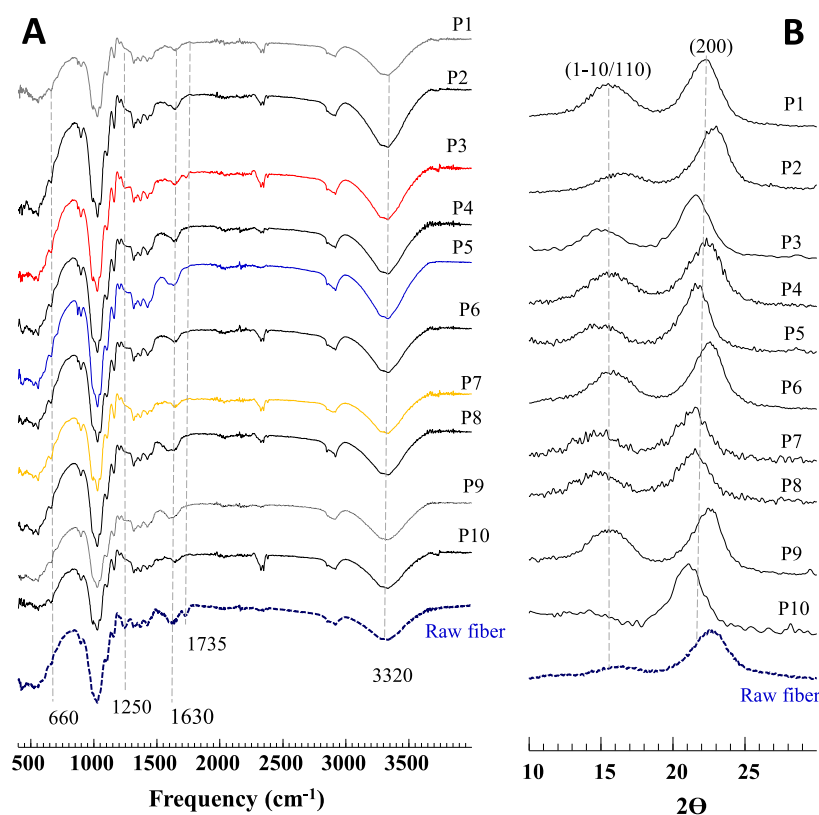 A
P1
P2
P3
P4
P5
P6
P7
P8
P9
P10
Raw fiber
1735
3320
660
1250
1630
500 1000 1500 2000 2500 3000 3500
Frequency (cm⁻¹)
B
(200)
(1-10/110)
P1
P2
P3
P4
P5
P6
P7
P8
P9
P10
Raw fiber
10 15 20 25
2ϴ